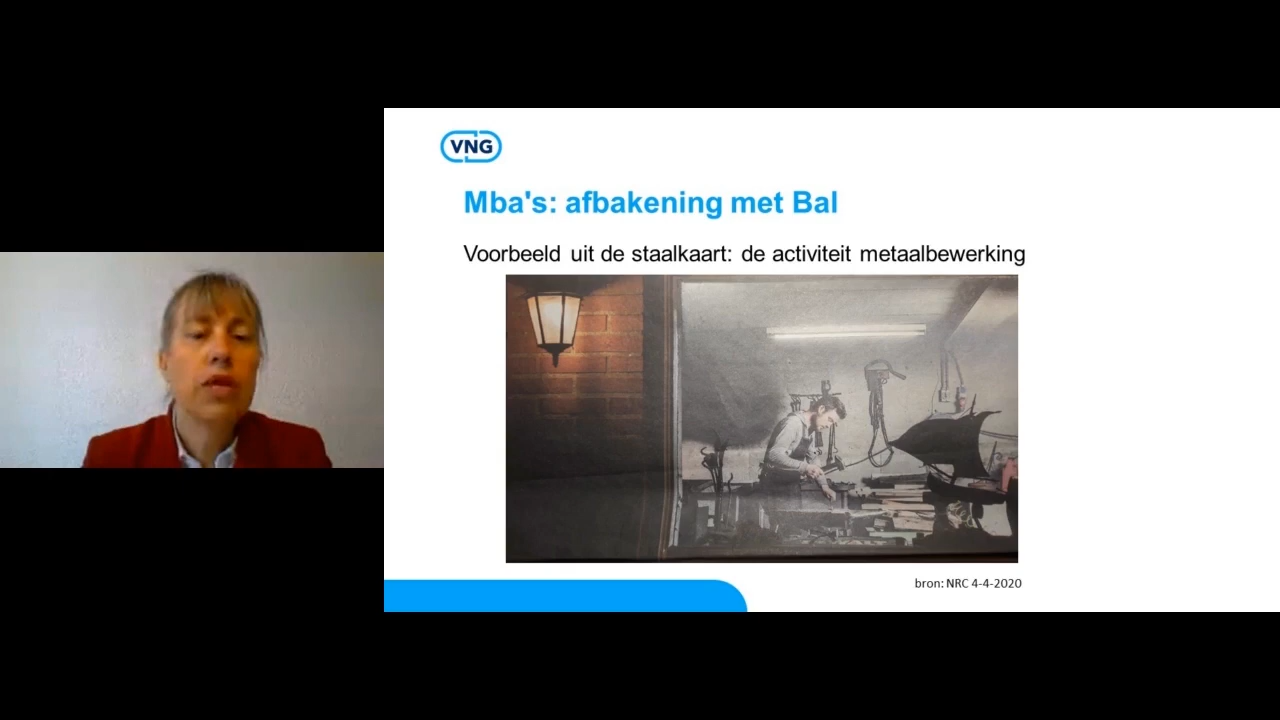 VNG
Mba's: afbakening met Bal
Voorbeeld uit de staalkaart: de activiteit metaalbewerking
bron: NRC 4-4-2020